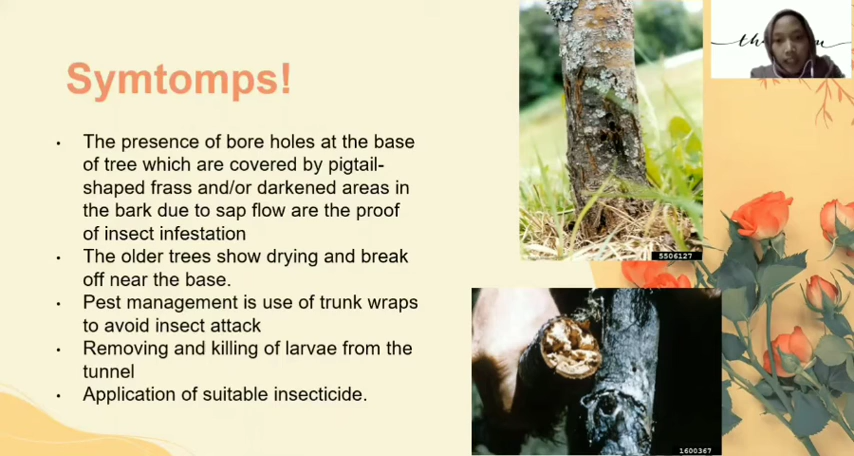 Symtomps!
• The presence of bore holes at the base
of tree which are covered by pigtail-
shaped frass and/or darkened areas in
the bark due to sap flow are the proof
of insect infestation
• The older trees show drying and break
off near the base.
• Pest management is use of trunk wraps
to avoid insect attack
• Removing and killing of larvae from the
tunnel
• Application of suitable insecticide.
5506127
1600367